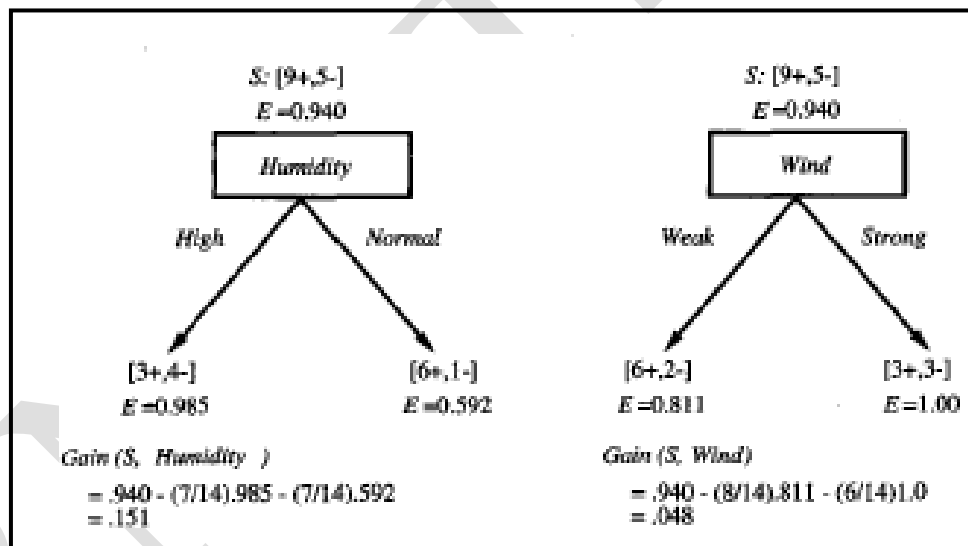 S: [9+,5-]
E =0.940
Humidity
High
Normal
[3+,4-]
E =0.985
[6+,1-]
E =0.592
Gain (S, Humidity )
= .940 - (7/14).985 - (7/14).592
= .151
S: [9+,5-]
E =0.940
Wind
Weak
Strong
[6+,2-]
E =0.811
[3+,3-]
E =1.00
Gain (S, Wind)
= .940 - (8/14).811 - (6/14)1.0
= .048